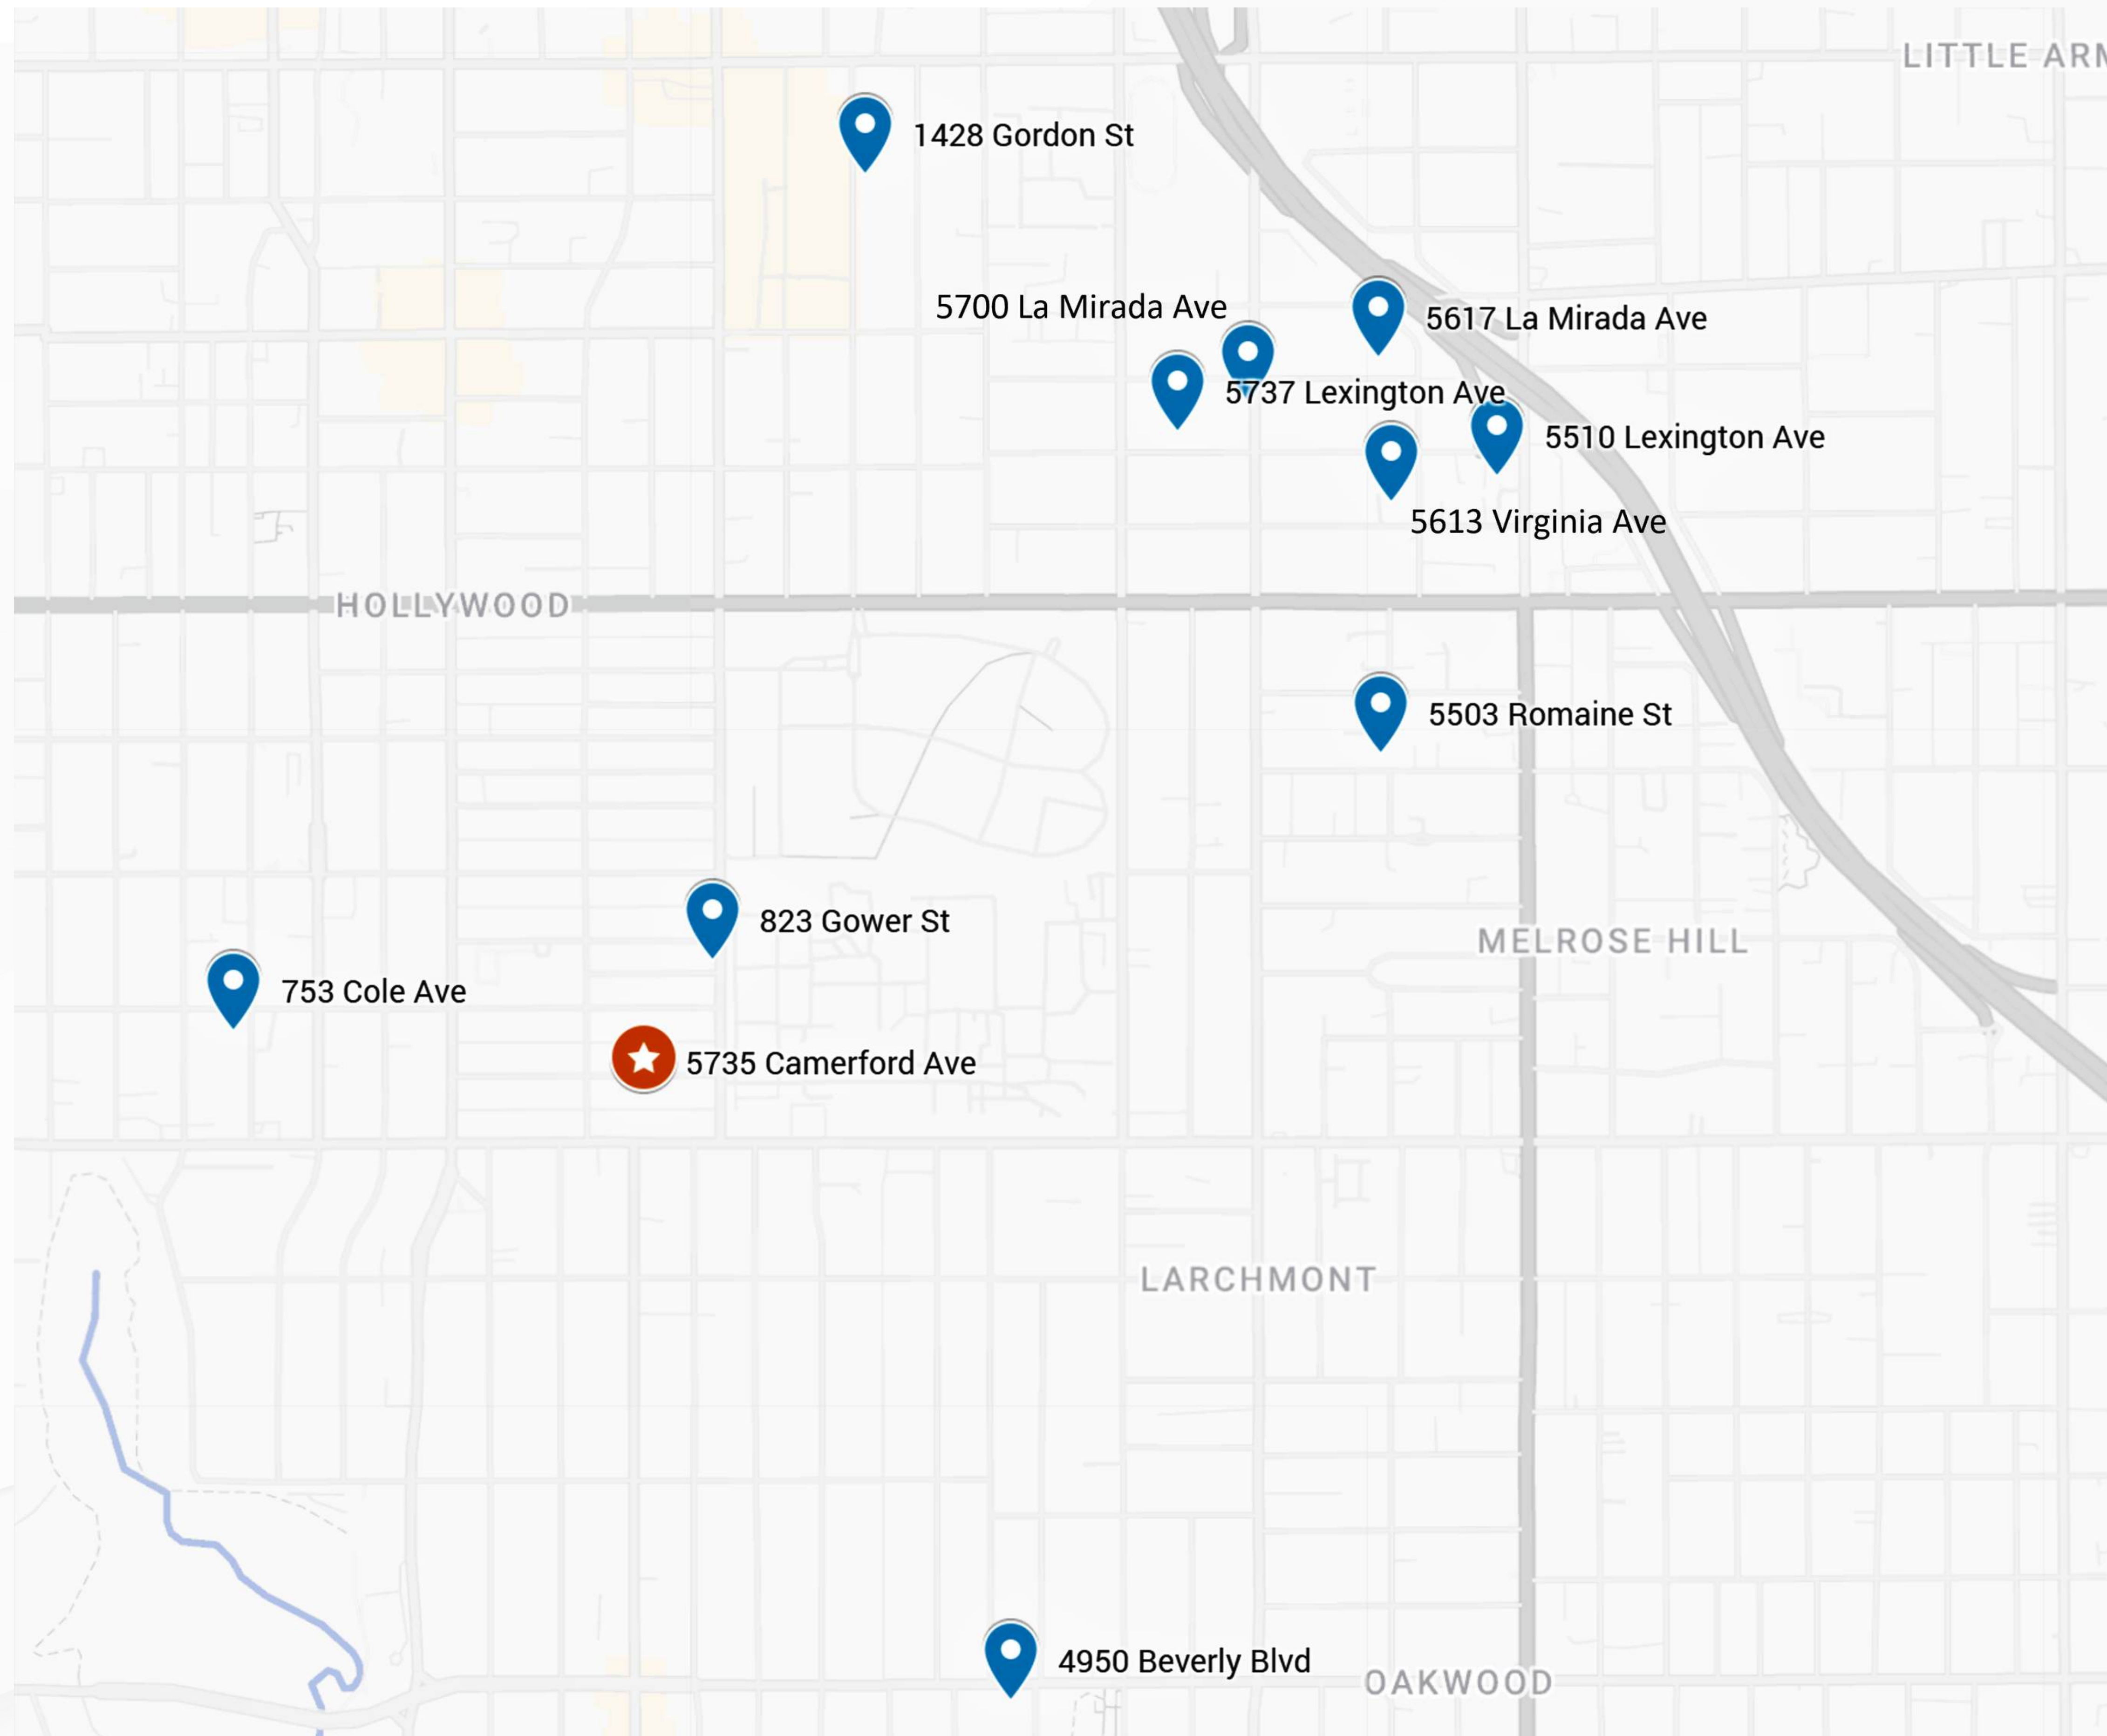 LITTLE ARM
1428 Gordon St
5700 La Mirada Ave
5617 La Mirada Ave
5737 Lexington Ave
5510 Lexington Ave
5613 Virginia Ave
HOLLYWOOD
5503 Romaine St
823 Gower St
MELROSE HILL
753 Cole Ave
5735 Camerford Ave
LARCHMONT
4950 Beverly Blvd
OAKWOOD